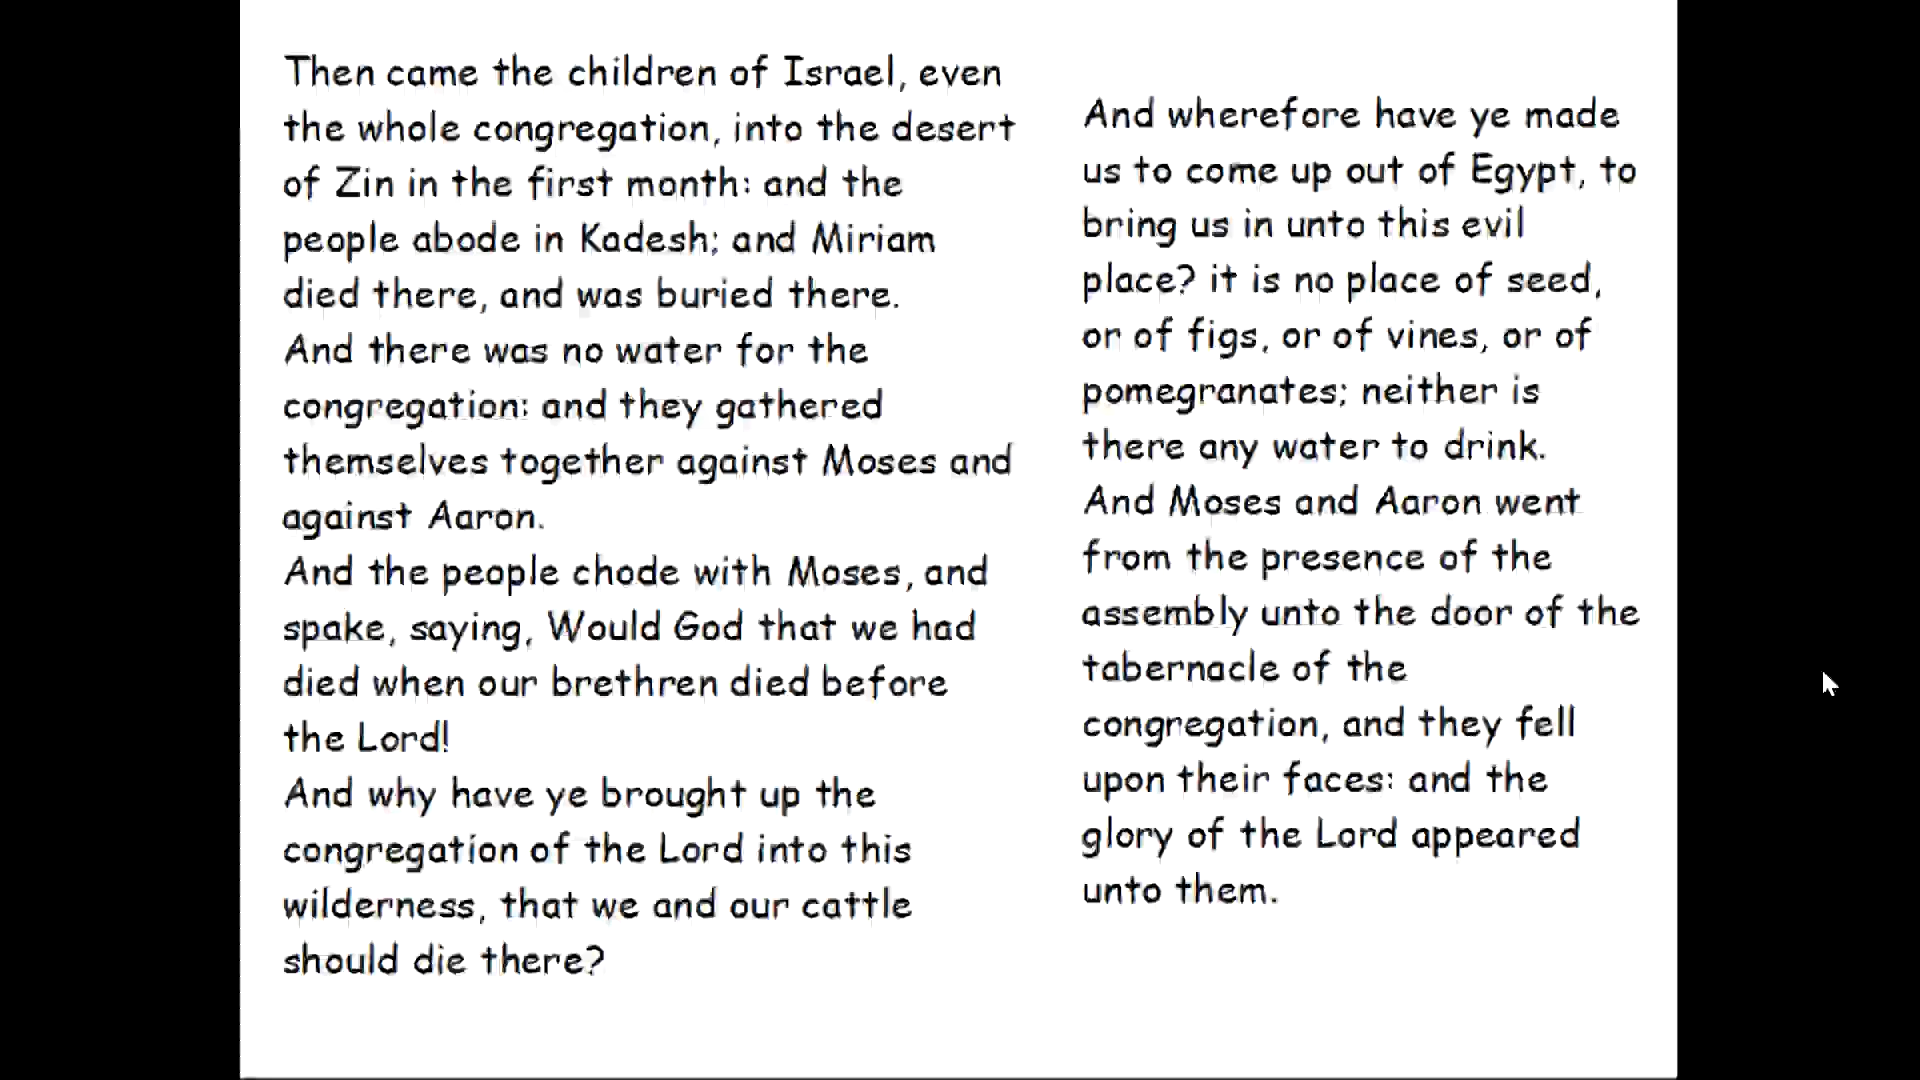 Then came the children of Israel, even
the whole congregation, into the desert
of Zin in the first month: and the
people abode in Kadesh; and Miriam
died there, and was buried there.
And there was no water for the
congregation: and they gathered
themselves together against Moses and
against Aaron.
And the people chode with Moses, and
spake, saying, Would God that we had
died when our brethren died before
the Lord!
And why have ye brought up the
congregation of the Lord into this
wilderness, that we and our cattle
should die there?
And wherefore have ye made
us to come up out of Egypt, to
bring us in unto this evil
place? it is no place of seed,
or of figs, or of vines, or of
pomegranates; neither is
there any water to drink.
And Moses and Aaron went
from the presence of the
assembly unto the door of the
tabernacle of the
congregation, and they fell
upon their faces: and the
glory of the Lord appeared
unto them.